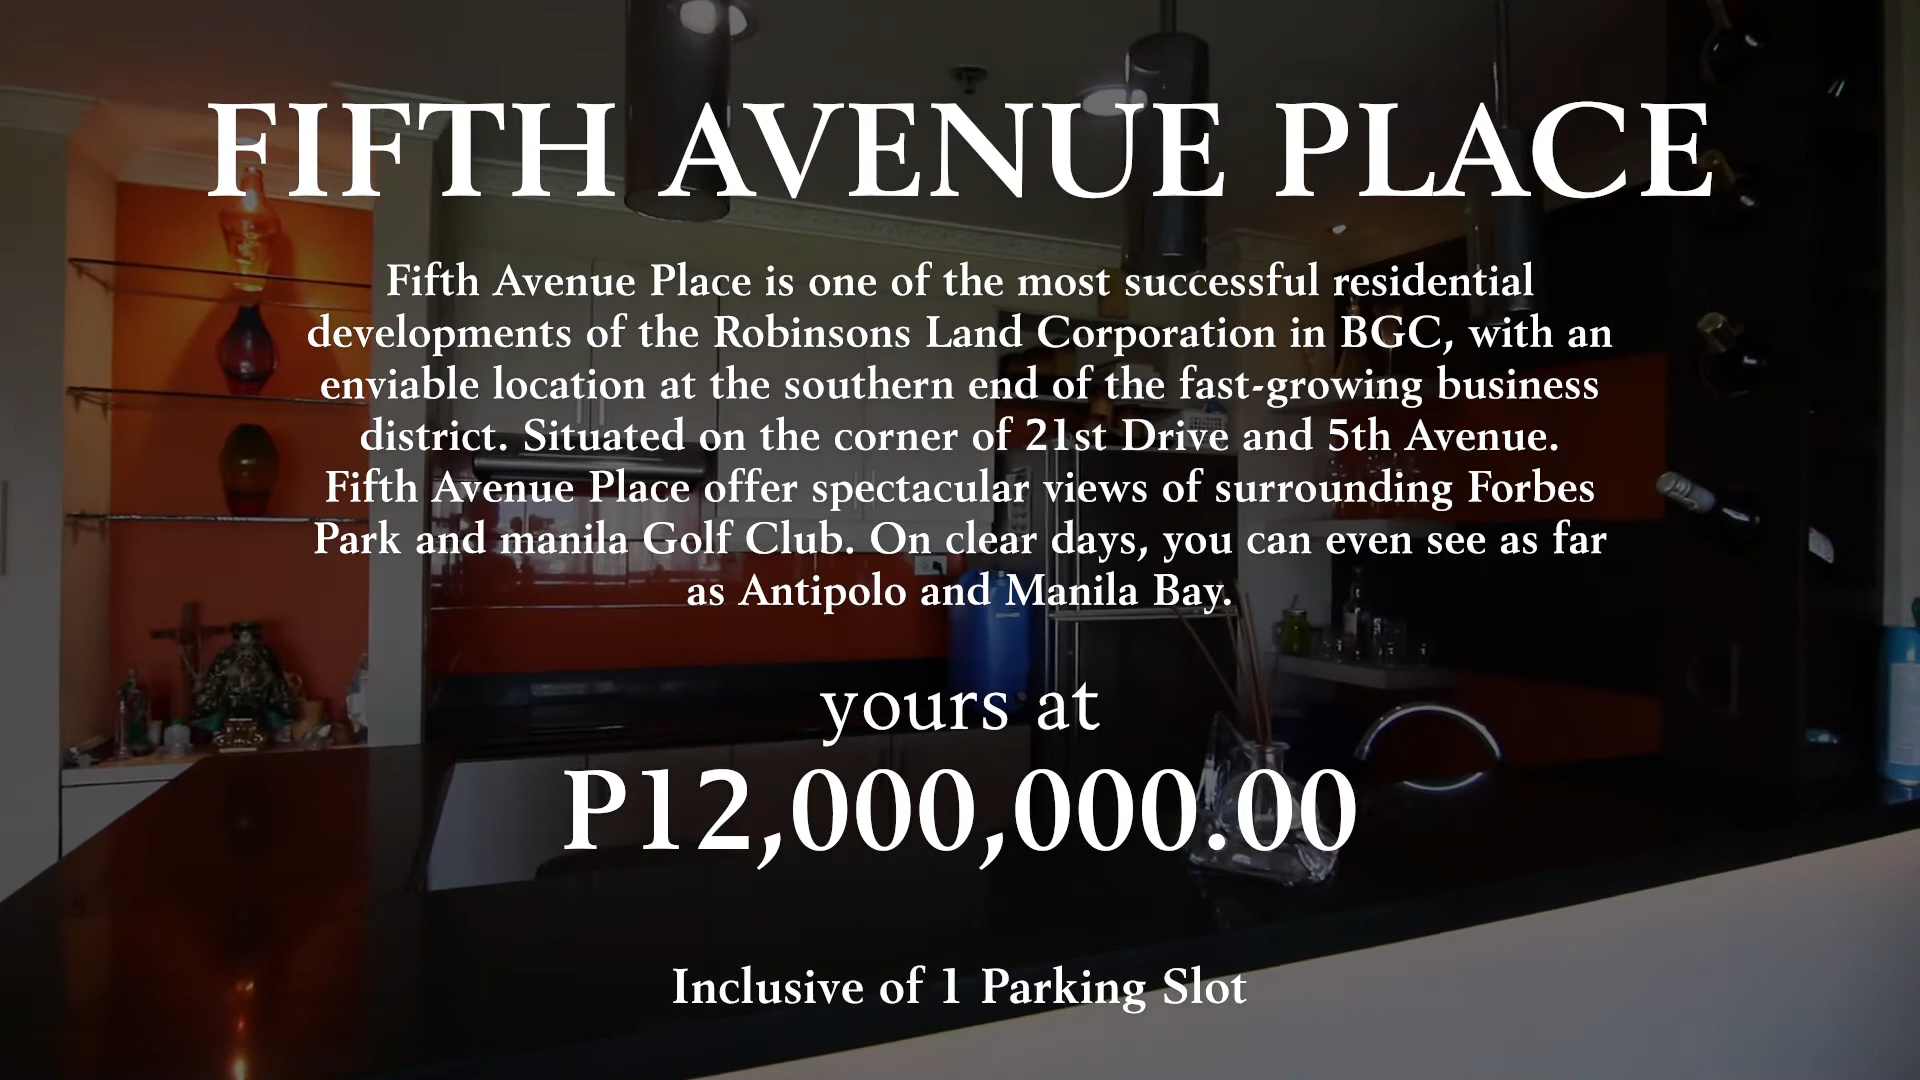 FIFTH AVENUE PLACE
Fifth Avenue Place is one of the most successful residential
developments of the Robinsons Land Corporation in BGC, with an
enviable location at the southern end of the fast-growing business
district. Situated on the corner of 21st Drive and 5th Avenue.
Fifth Avenue Place offer spectacular views of surrounding Forbes
Park and manila Golf Club. On clear days, you can even see as far
as Antipolo and Manila Bay.
yours at
P12,000,000.00
Inclusive of 1 Parking Slot